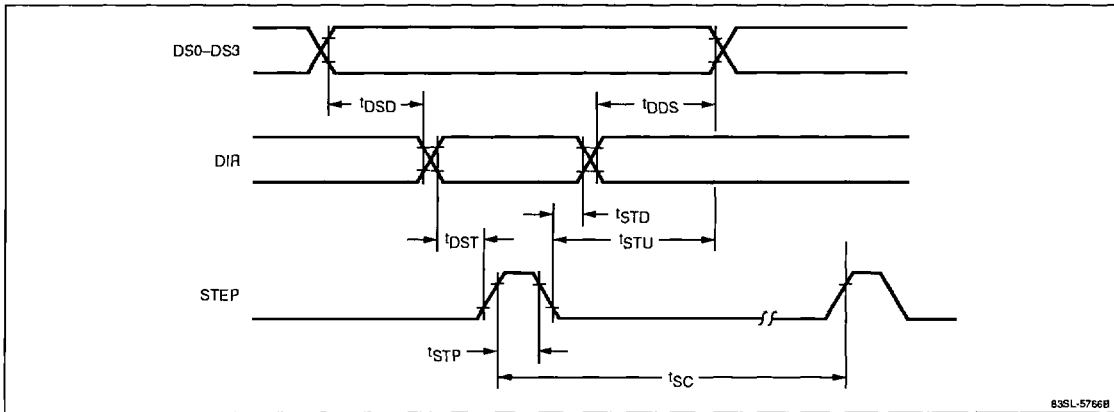 DS0–DS3
tDSD
tDDS
DIR
tSTD
tDST
tSTU
STEP
tSTP
tSC
83SL-5766B